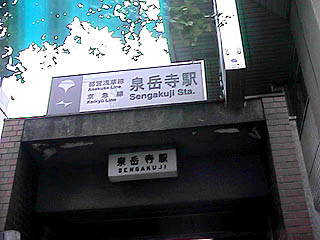 都営浅草線
Asakusa Line
京急線
Keikyū Line
泉岳寺駅
Sengakuji Sta.
泉岳寺駅
SENGAKUJI